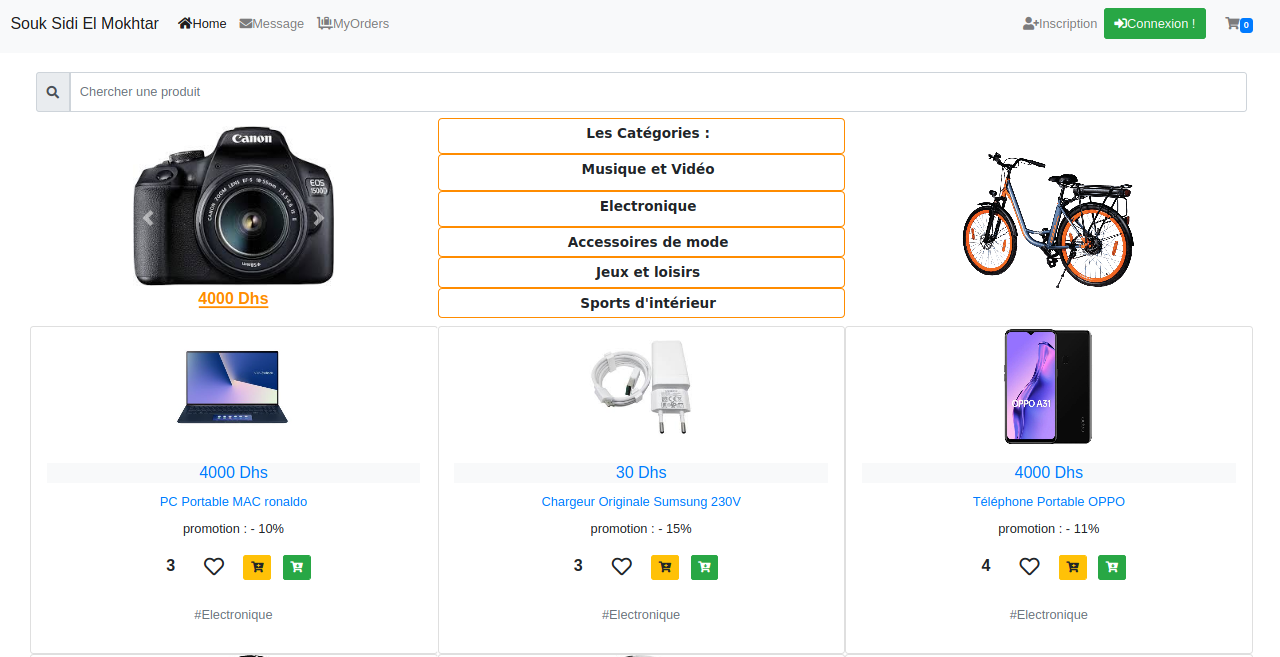 Souk Sidi El Mokhtar Home Message MyOrders Inscription Connexion ! 0
Chercher une produit
Canon
EOS
1500D
4000 Dhs
Les Catégories :
Musique et Vidéo
Electronique
Accessoires de mode
Jeux et loisirs
Sports d'intérieur
OPPO A31
4000 Dhs
PC Portable MAC ronaldo
promotion : - 10%
3
#Electronique
30 Dhs
Chargeur Originale Sumsung 230V
promotion : - 15%
3
#Electronique
4000 Dhs
Téléphone Portable OPPO
promotion : - 11%
4
#Electronique